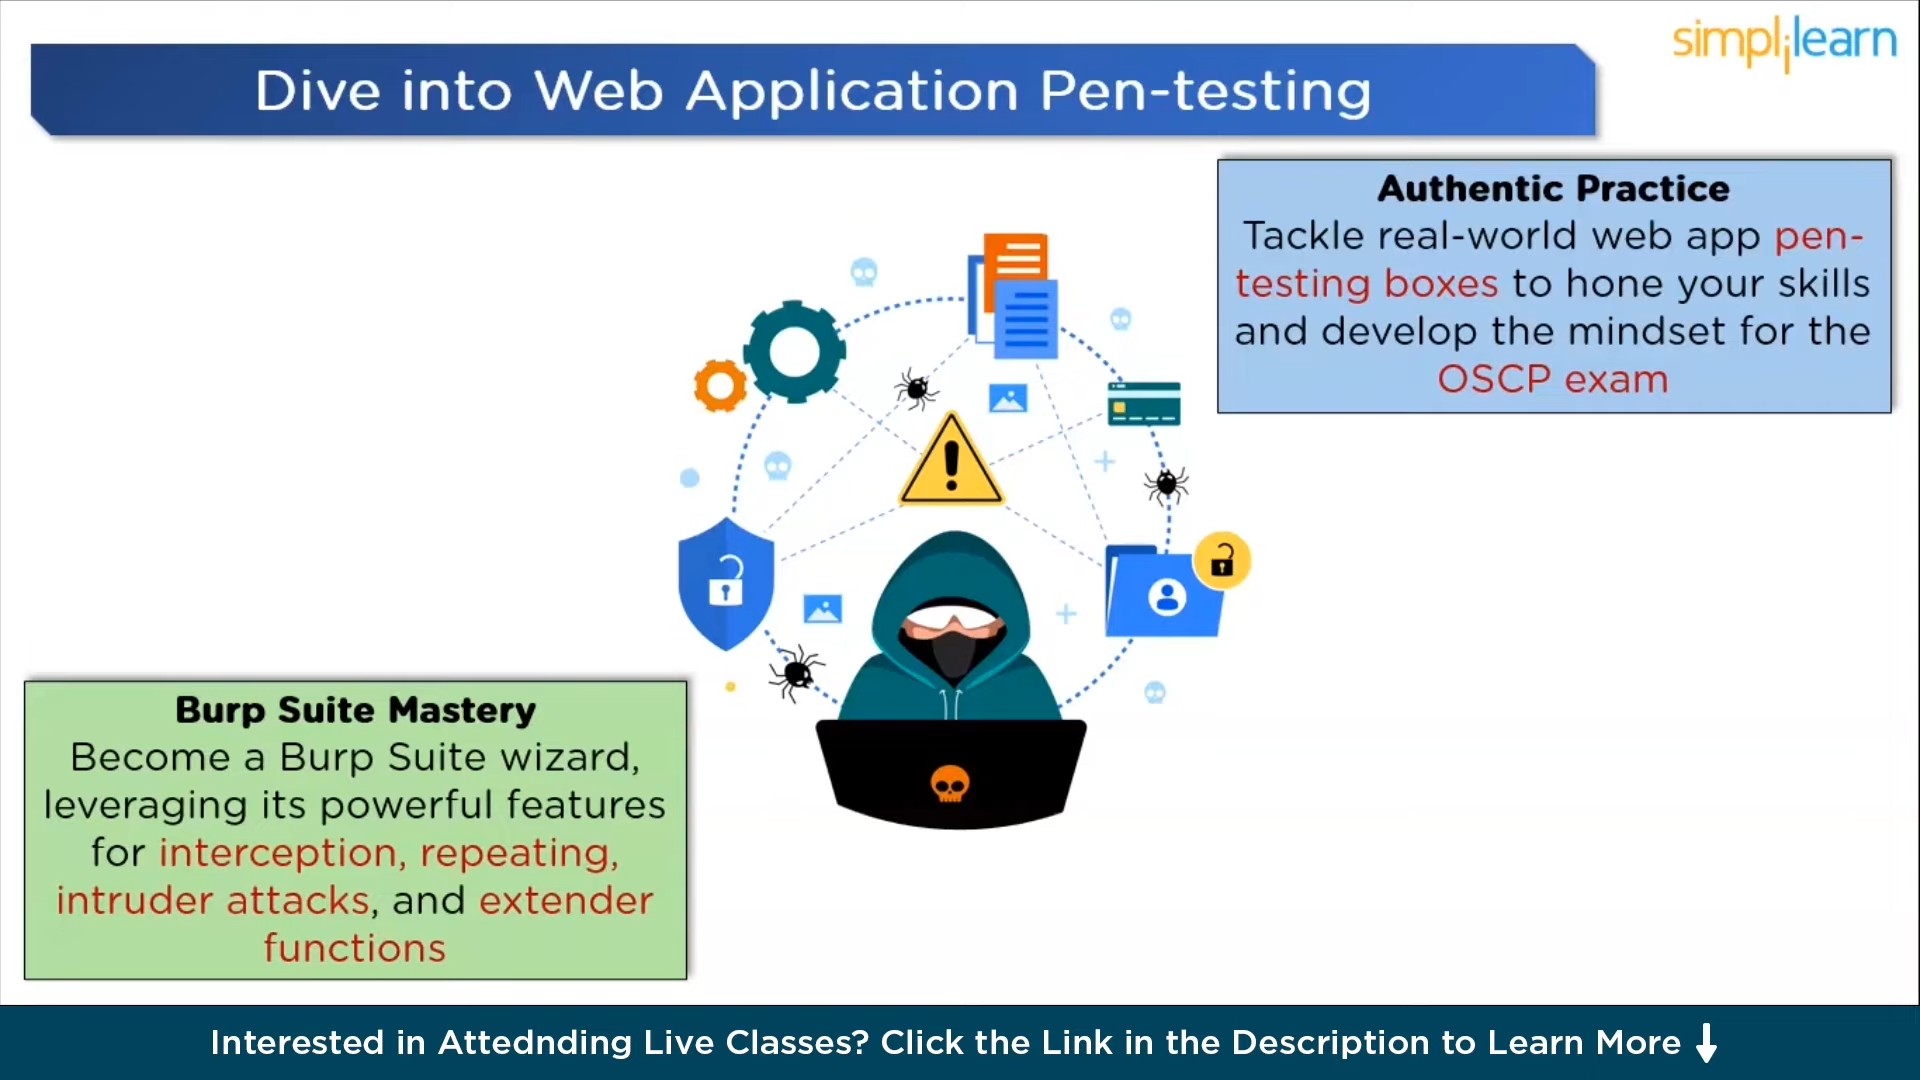 simplilearn
Dive into Web Application Pen-testing
Authentic Practice
Tackle real-world web app pen-
testing boxes to hone your skills
and develop the mindset for the
OSCP exam
Burp Suite Mastery
Become a Burp Suite wizard,
leveraging its powerful features
for interception, repeating,
intruder attacks, and extender
functions
Interested in Attednding Live Classes? Click the Link in the Description to Learn More